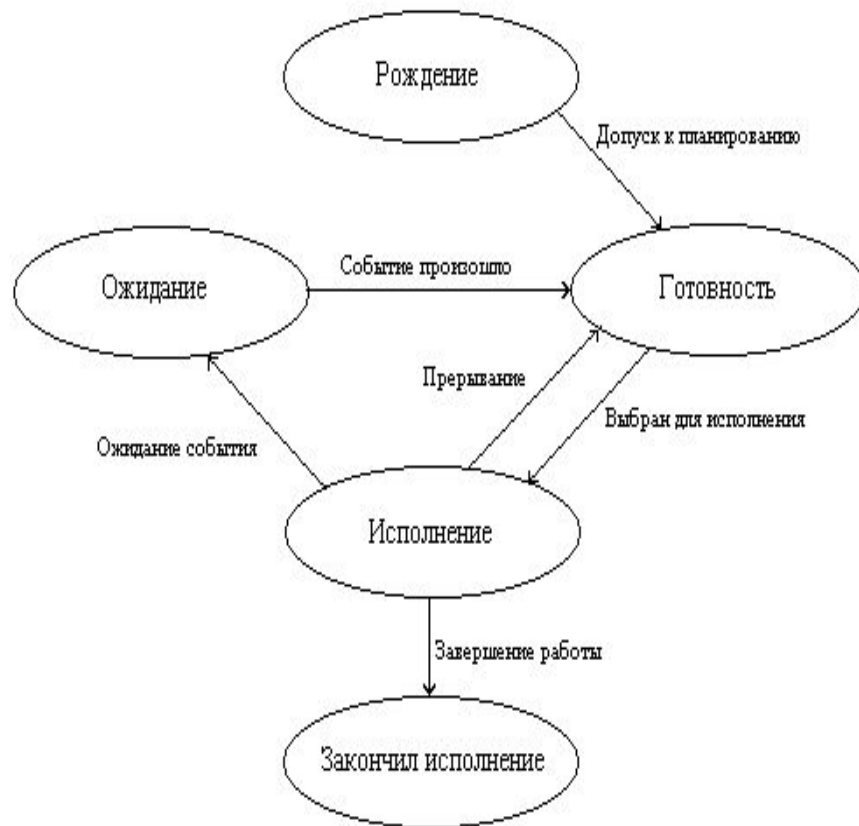 Рождение
Допуск к планированию
Ожидание
Событие произошло
Готовность
Прерывание
Выбран для исполнения
Ожидание события
Исполнение
Завершение работы
Закончил исполнение